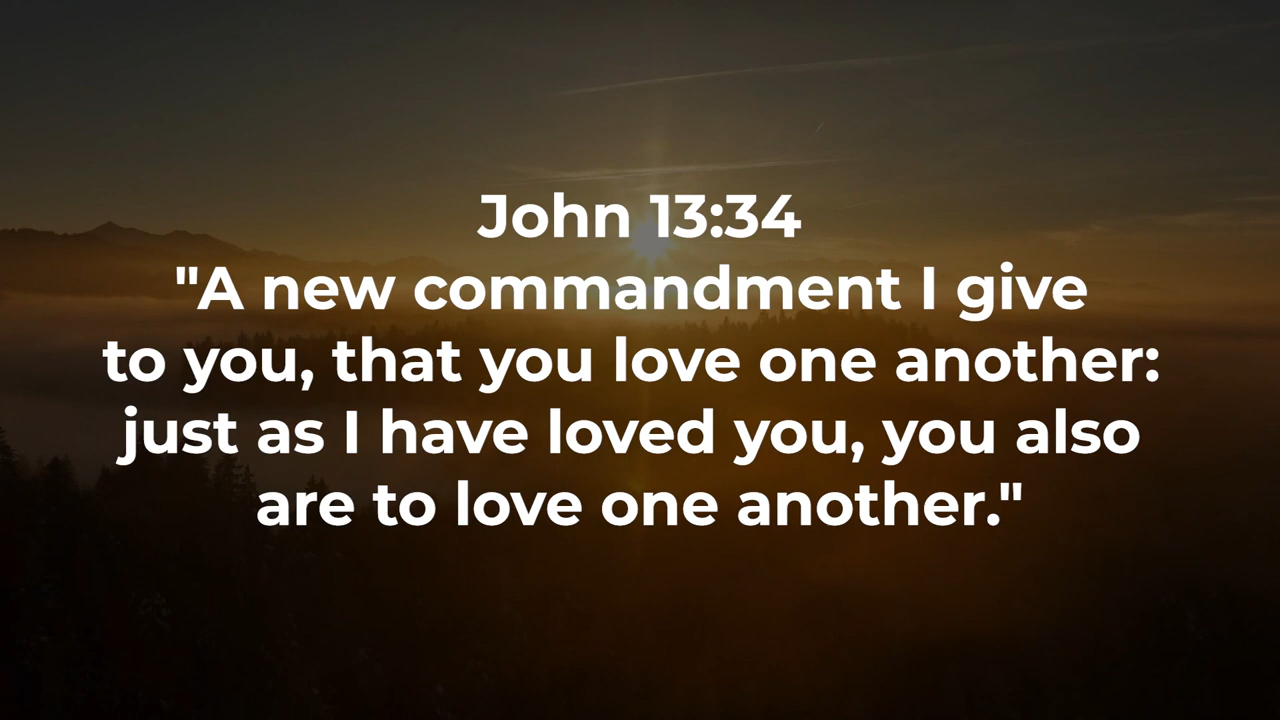 John 13:34
"A new commandment I give
to you, that you love one another:
just as I have loved you, you also
are to love one another."